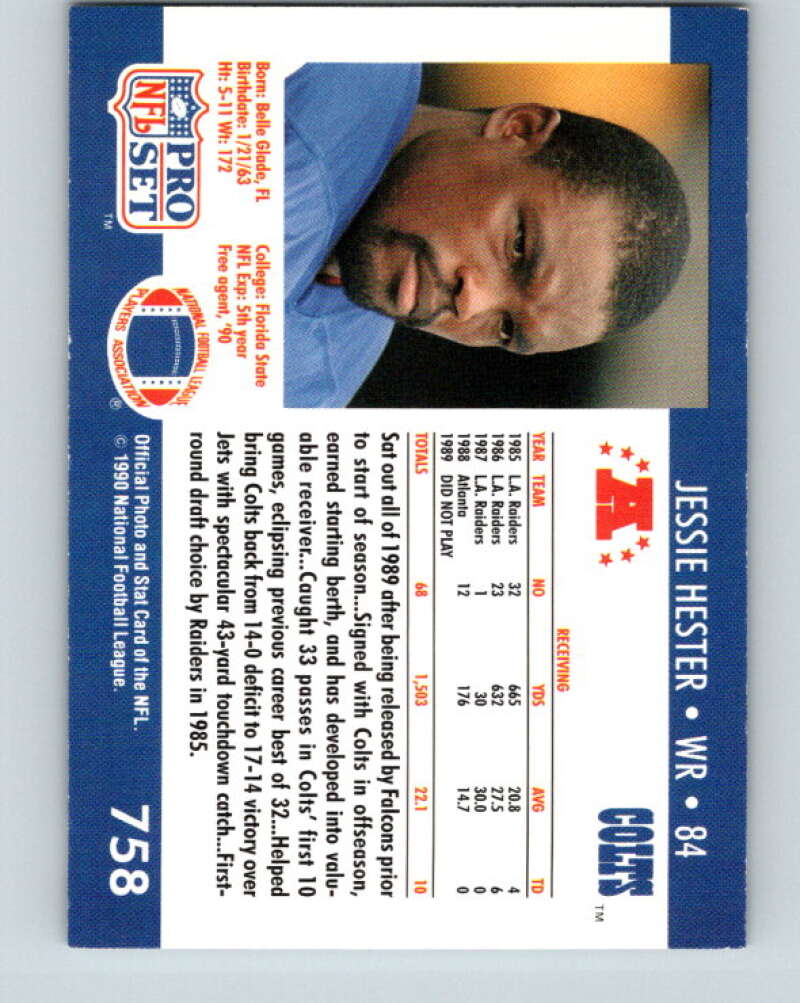 JESSIE HESTER • WR • 84
A
COLTS TM
RECEIVING
YEAR TEAM NO YDS AVG TD
1985 L.A. Raiders 32 665 20.8 4
1986 L.A. Raiders 23 632 27.5 6
1987 L.A. Raiders 1 30 30.0 0
1988 Atlanta 12 176 14.7 0
1989 DID NOT PLAY
TOTALS 68 1,503 22.1 10
Sat out all of 1989 after being released by Falcons prior
to start of season...Signed with Colts in offseason,
earned starting berth, and has developed into valu-
able receiver...Caught 33 passes in Colts' first 10
games, eclipsing previous career best of 32...Helped
bring Colts back from 14-0 deficit to 17-14 victory over
Jets with spectacular 43-yard touchdown catch...First-
round draft choice by Raiders in 1985.
Born: Belle Glade, FL
Birthdate: 1/21/63
Ht: 5-11 Wt: 172
College: Florida State
NFL Exp: 5th year
Free agent, '90
NFL
PRO
SET
TM
NATIONAL FOOTBALL LEAGUE
PLAYERS ASSOCIATION
®
Official Photo and Stat Card of the NFL.
© 1990 National Football League.
758